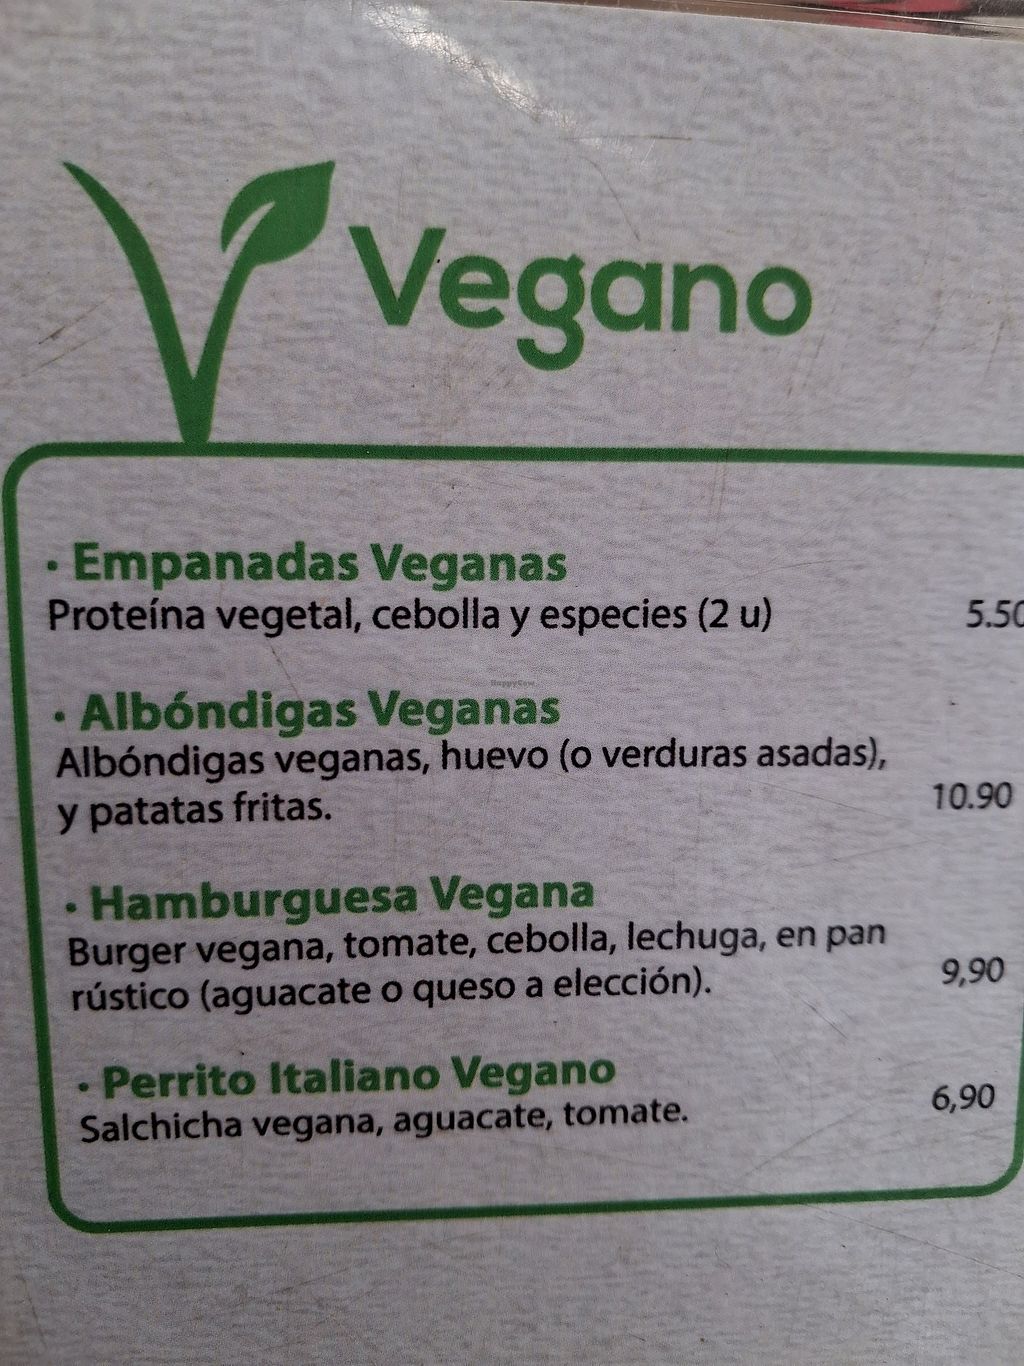 Vegano
· Empanadas Veganas
Proteína vegetal, cebolla y especies (2 u) 5.50
· Albóndigas Veganas
Albóndigas veganas, huevo (o verduras asadas),
y patatas fritas. 10.90
· Hamburguesa Vegana
Burger vegana, tomate, cebolla, lechuga, en pan
rústico (aguacate o queso a elección). 9,90
· Perrito Italiano Vegano
Salchicha vegana, aguacate, tomate. 6,90
HappyCow